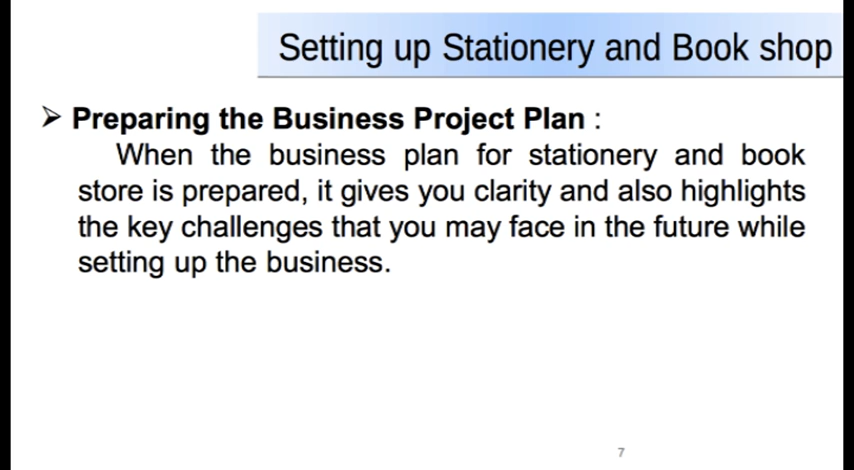 Setting up Stationery and Book shop
➢ Preparing the Business Project Plan :
When the business plan for stationery and book
store is prepared, it gives you clarity and also highlights
the key challenges that you may face in the future while
setting up the business.
7